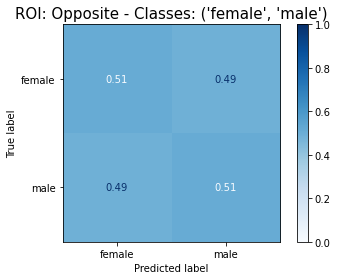 ROI: Opposite - Classes: ('female', 'male')
True label
female
0.51
0.49
male
0.49
0.51
female
male
Predicted label
1.0
0.8
0.6
0.4
0.2
0.0